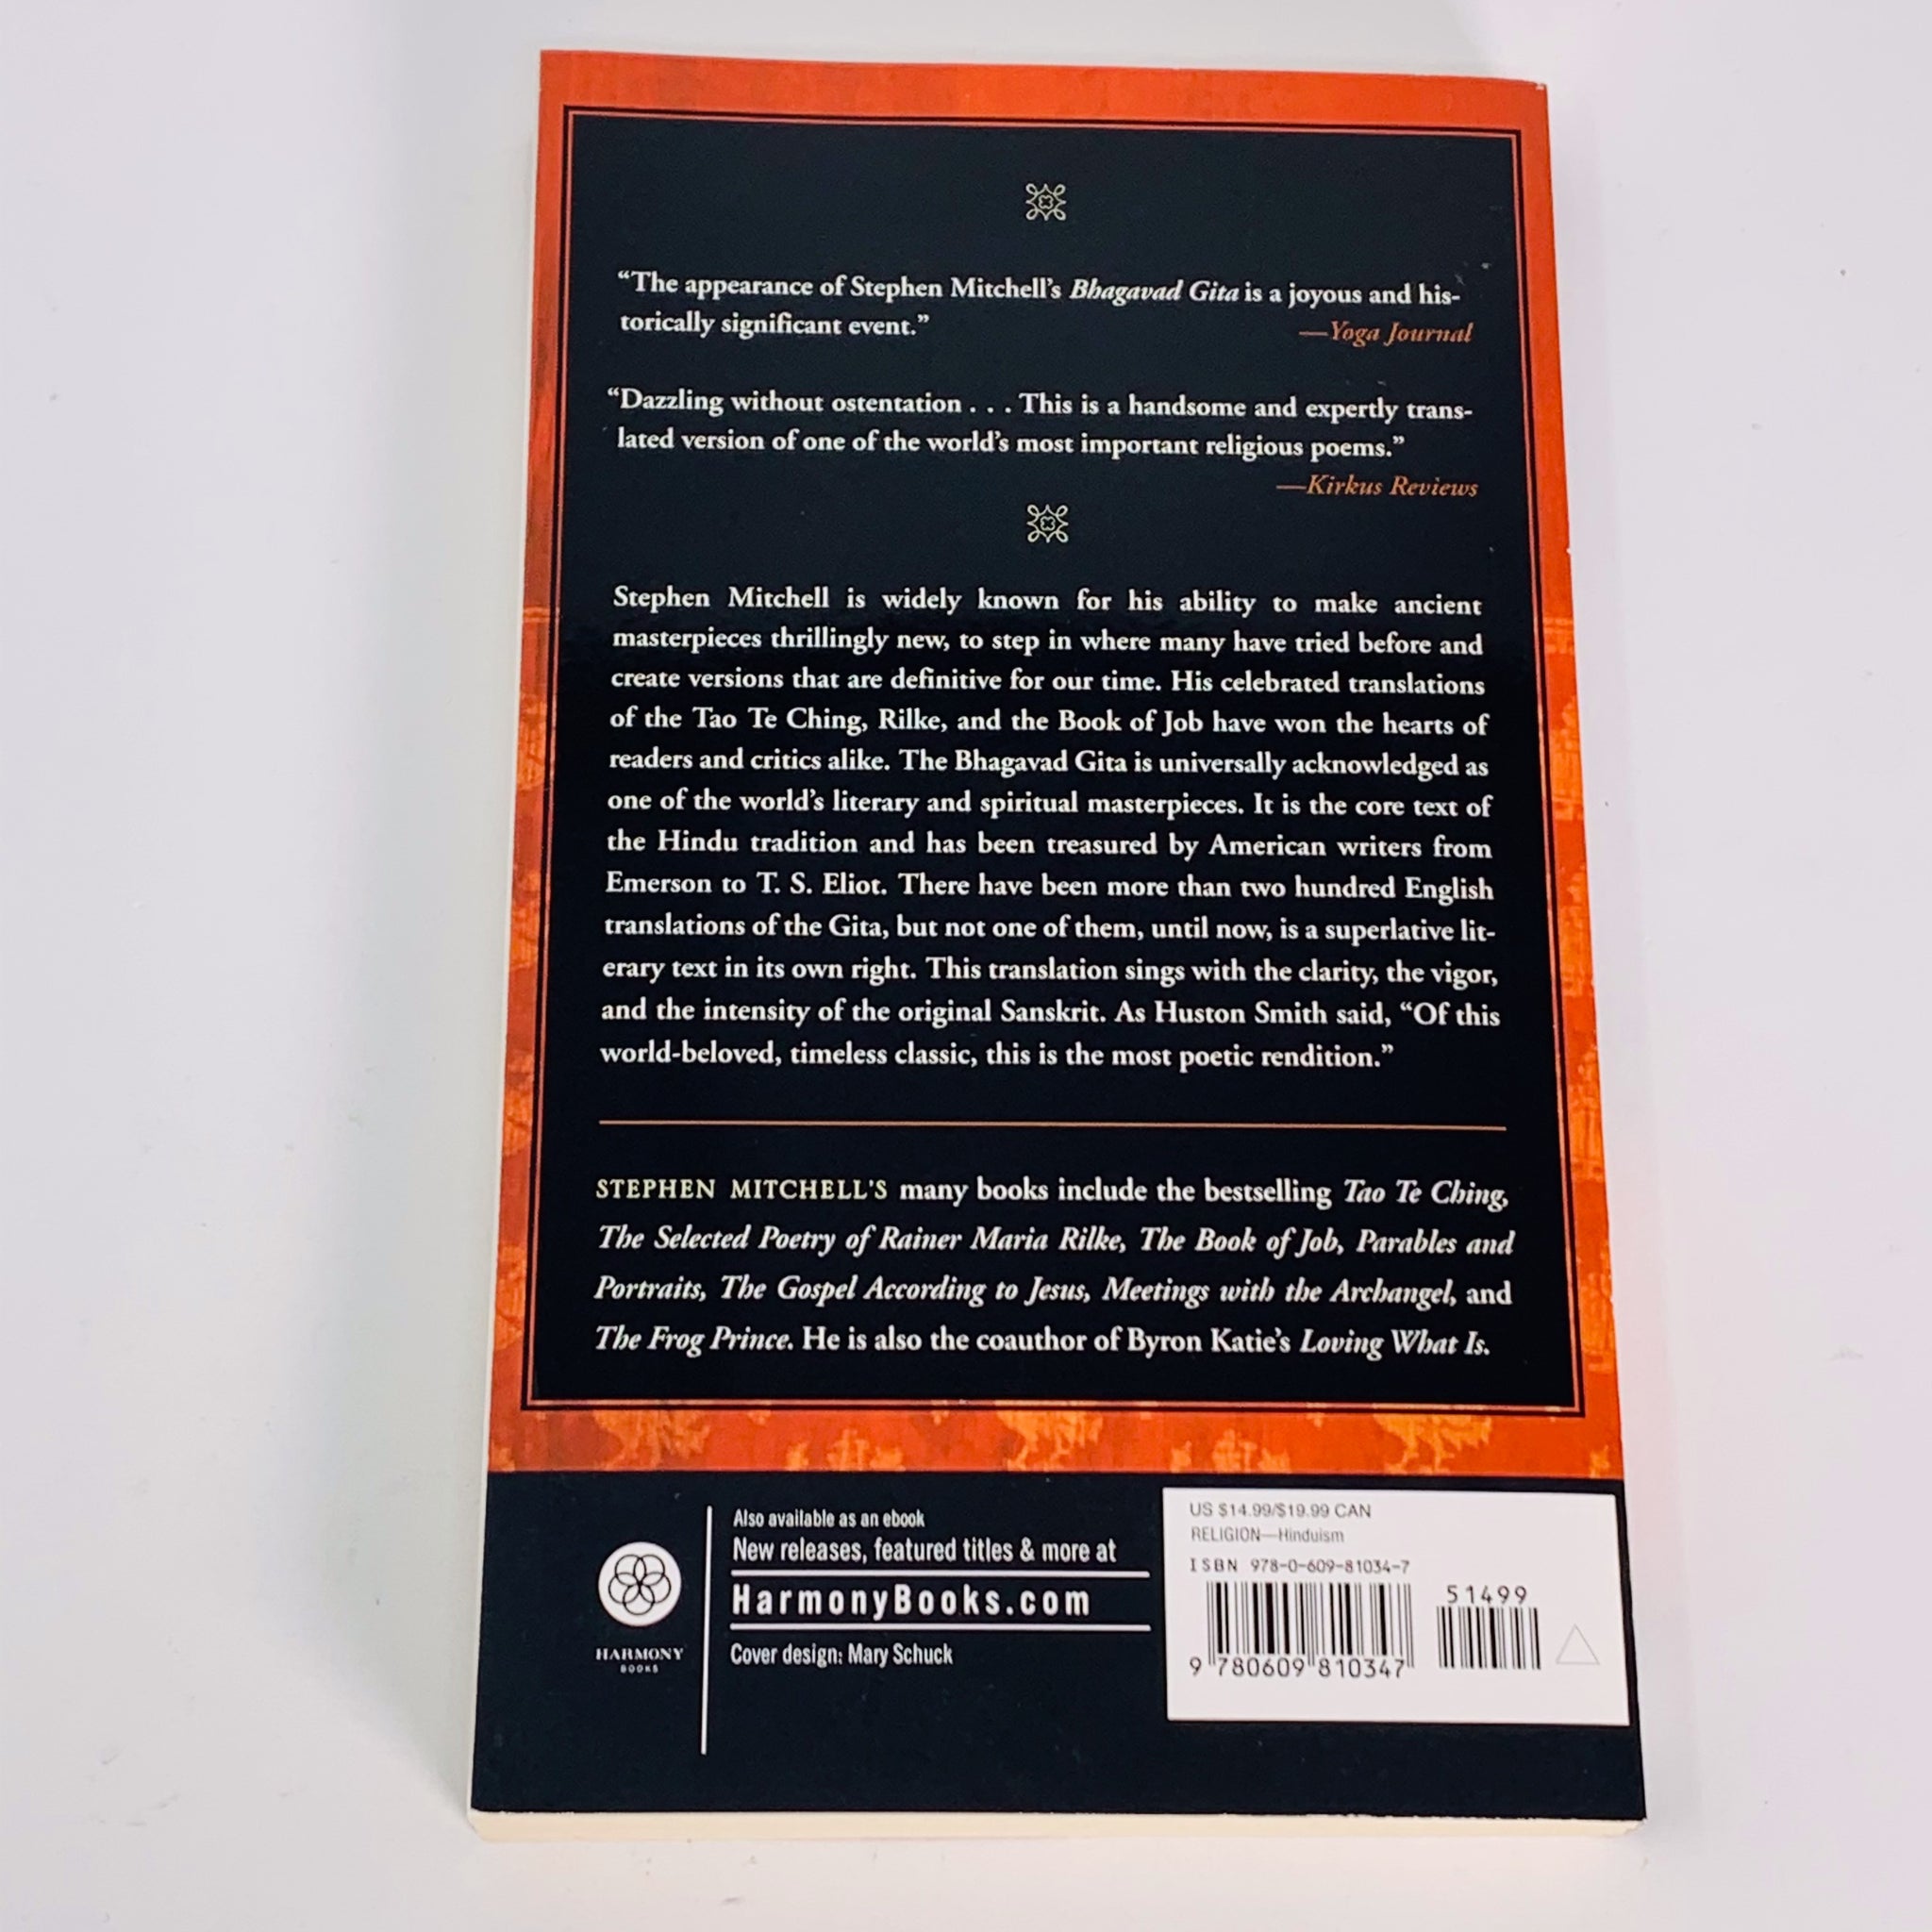 “The appearance of Stephen Mitchell’s Bhagavad Gita is a joyous and his-
torically significant event.” —Yoga Journal
“Dazzling without ostentation . . . This is a handsome and expertly trans-
lated version of one of the world’s most important religious poems.”
—Kirkus Reviews
Stephen Mitchell is widely known for his ability to make ancient
masterpieces thrillingly new, to step in where many have tried before and
create versions that are definitive for our time. His celebrated translations
of the Tao Te Ching, Rilke, and the Book of Job have won the hearts of
readers and critics alike. The Bhagavad Gita is universally acknowledged as
one of the world’s literary and spiritual masterpieces. It is the core text of
the Hindu tradition and has been treasured by American writers from
Emerson to T. S. Eliot. There have been more than two hundred English
translations of the Gita, but not one of them, until now, is a superlative lit-
erary text in its own right. This translation sings with the clarity, the vigor,
and the intensity of the original Sanskrit. As Huston Smith said, “Of this
world-beloved, timeless classic, this is the most poetic rendition.”
STEPHEN MITCHELL'S many books include the bestselling Tao Te Ching,
The Selected Poetry of Rainer Maria Rilke, The Book of Job, Parables and
Portraits, The Gospel According to Jesus, Meetings with the Archangel, and
The Frog Prince. He is also the coauthor of Byron Katie’s Loving What Is.
HARMONY
BOOKS
Also available as an ebook
New releases, featured titles & more at
HarmonyBooks.com
Cover design: Mary Schuck
US $14.99/$19.99 CAN
RELIGION—Hinduism
ISBN 978-0-609-81034-7
51499
9 780609 810347